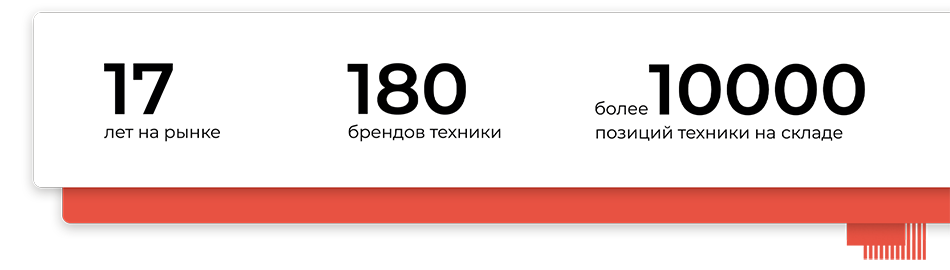 17
лет на рынке
180
брендов техники
более 10000
позиций техники на складе